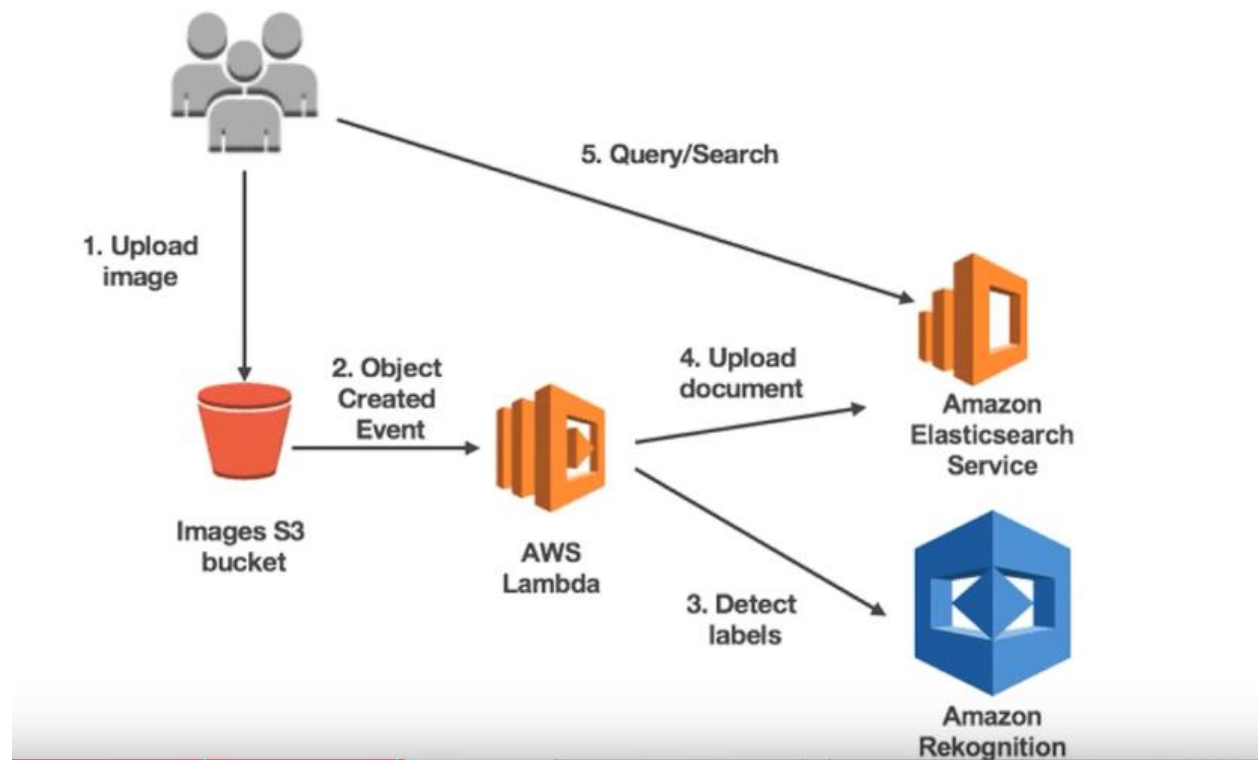 5. Query/Search
1. Upload
image
2. Object
Created
Event
4. Upload
document
Amazon
Elasticsearch
Service
Images S3
bucket
AWS
Lambda
3. Detect
labels
Amazon
Rekognition